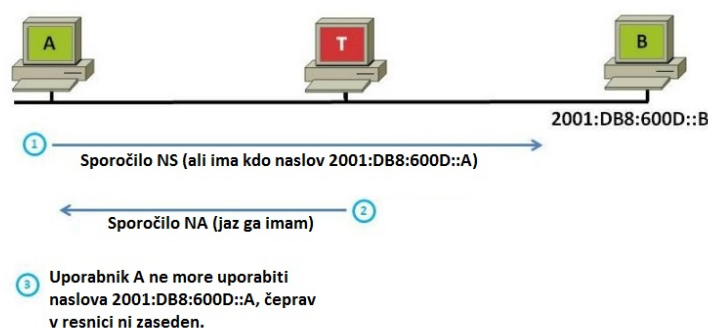 A
T
B
2001:DB8:600D::B
1
Sporočilo NS (ali ima kdo naslov 2001:DB8:600D::A)
Sporočilo NA (jaz ga imam)
2
3
Uporabnik A ne more uporabiti
naslova 2001:DB8:600D::A, čeprav
v resnici ni zaseden.